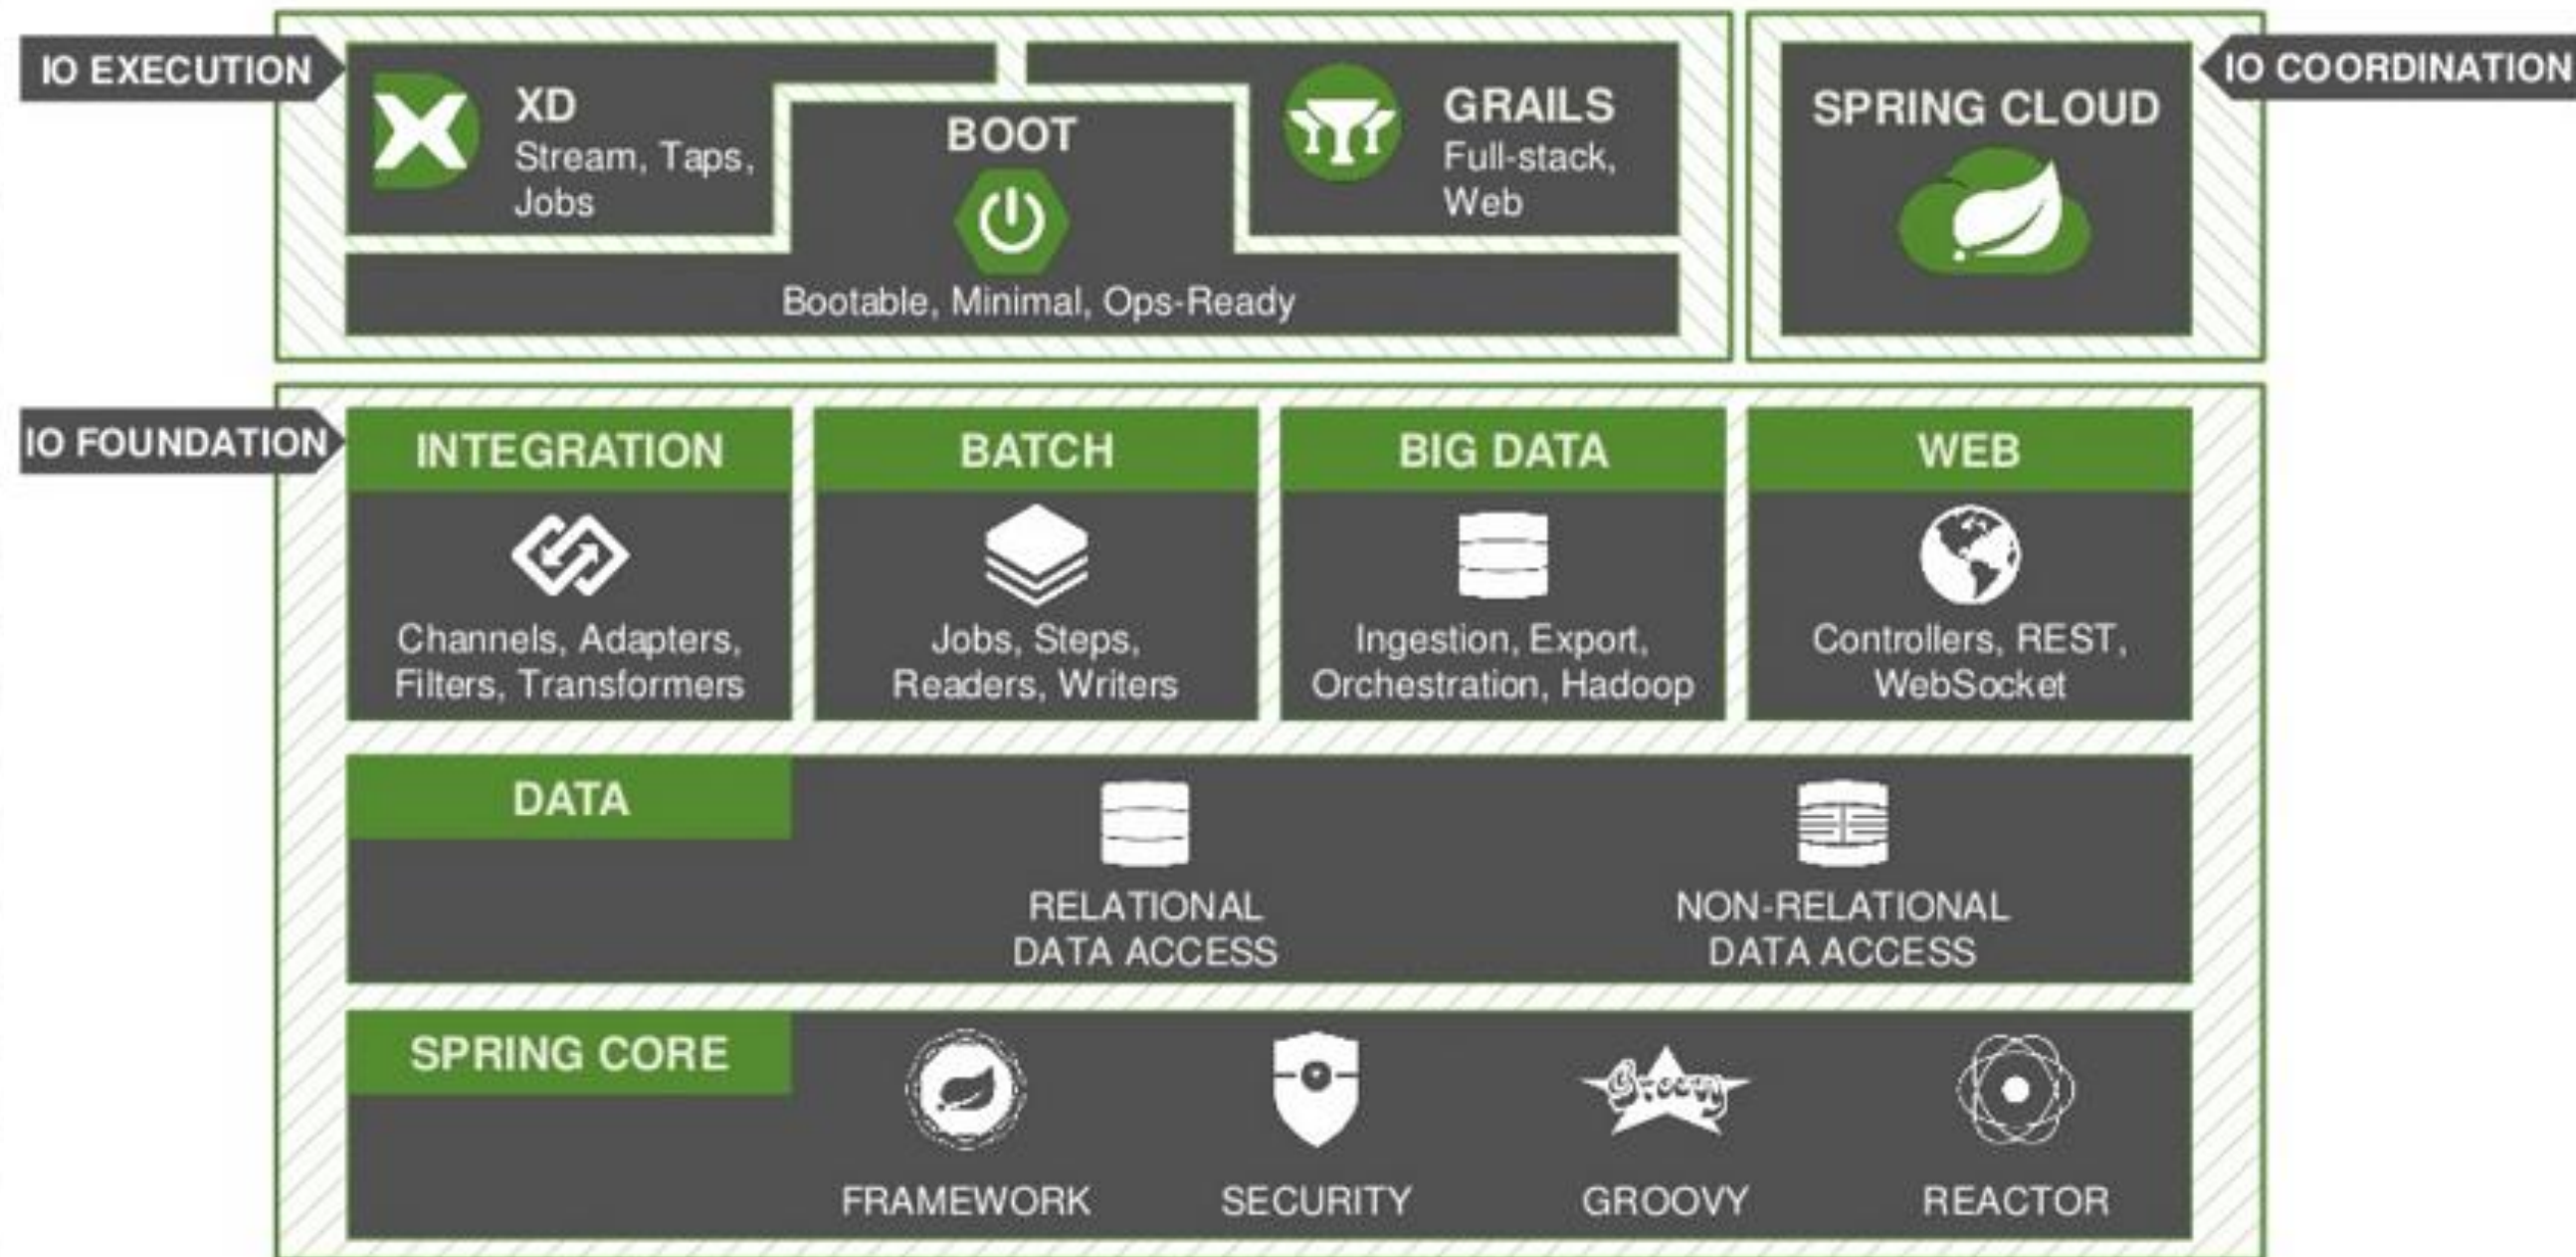 IO EXECUTION
XD
Stream, Taps,
Jobs
BOOT
Bootable, Minimal, Ops-Ready
GRAILS
Full-stack,
Web
SPRING CLOUD
IO COORDINATION
IO FOUNDATION
INTEGRATION
Channels, Adapters,
Filters, Transformers
BATCH
Jobs, Steps,
Readers, Writers
BIG DATA
Ingestion, Export,
Orchestration, Hadoop
WEB
Controllers, REST,
WebSocket
DATA
RELATIONAL
DATA ACCESS
NON-RELATIONAL
DATA ACCESS
SPRING CORE
FRAMEWORK
SECURITY
Groovy
GROOVY
REACTOR